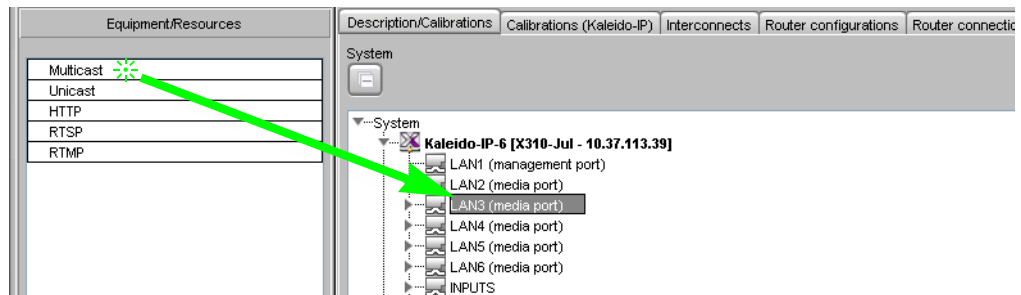 Equipment/Resources
Multicast
Unicast
HTTP
RTSP
RTMP
Description/Calibrations Calibrations (Kaleido-IP) Interconnects Router configurations Router connectio
System
System
Kaleido-IP-6 [X310-Jul - 10.37.113.39]
LAN1 (management port)
LAN2 (media port)
LAN3 (media port)
LAN4 (media port)
LAN5 (media port)
LAN6 (media port)
INPUTS